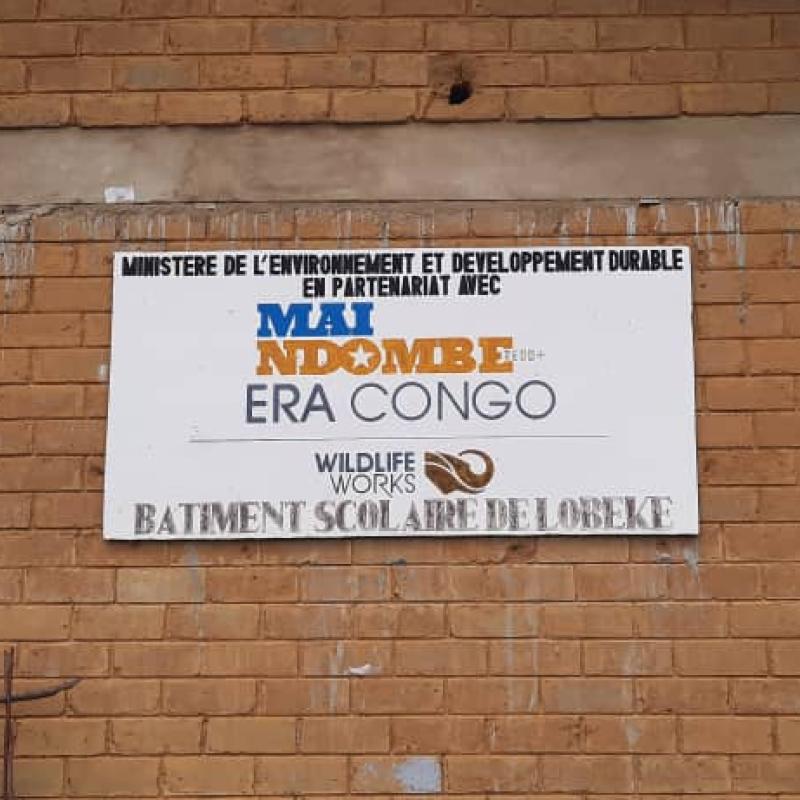 MINISTERE DE L'ENVIRONNEMENT ET DEVELOPPEMENT DURABLE
EN PARTENARIAT AVEC
MAI
NDOMBE REDD+
ERA CONGO
WILDLIFE
WORKS
BATIMENT SCOLAIRE DE LOBEKE